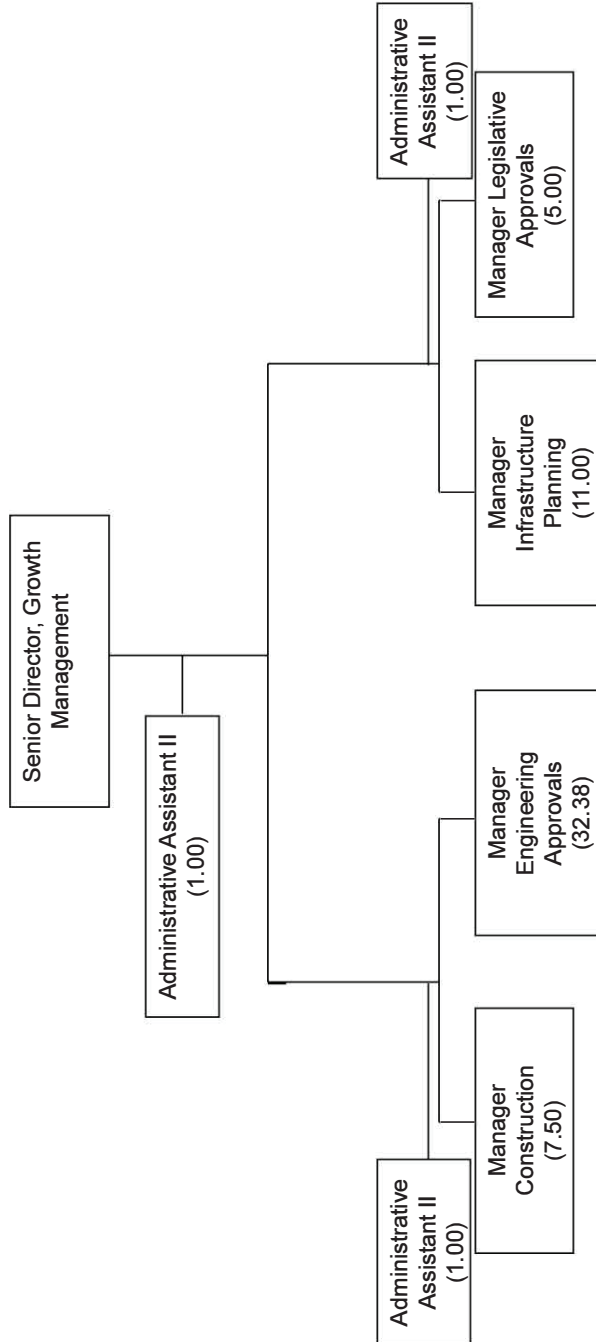 Senior Director, Growth
Management
Administrative Assistant II
(1.00)
Administrative
Assistant II
(1.00)
Administrative
Assistant II
(1.00)
Manager
Construction
(7.50)
Manager
Engineering
Approvals
(32.38)
Manager
Infrastructure
Planning
(11.00)
Manager Legislative
Approvals
(5.00)